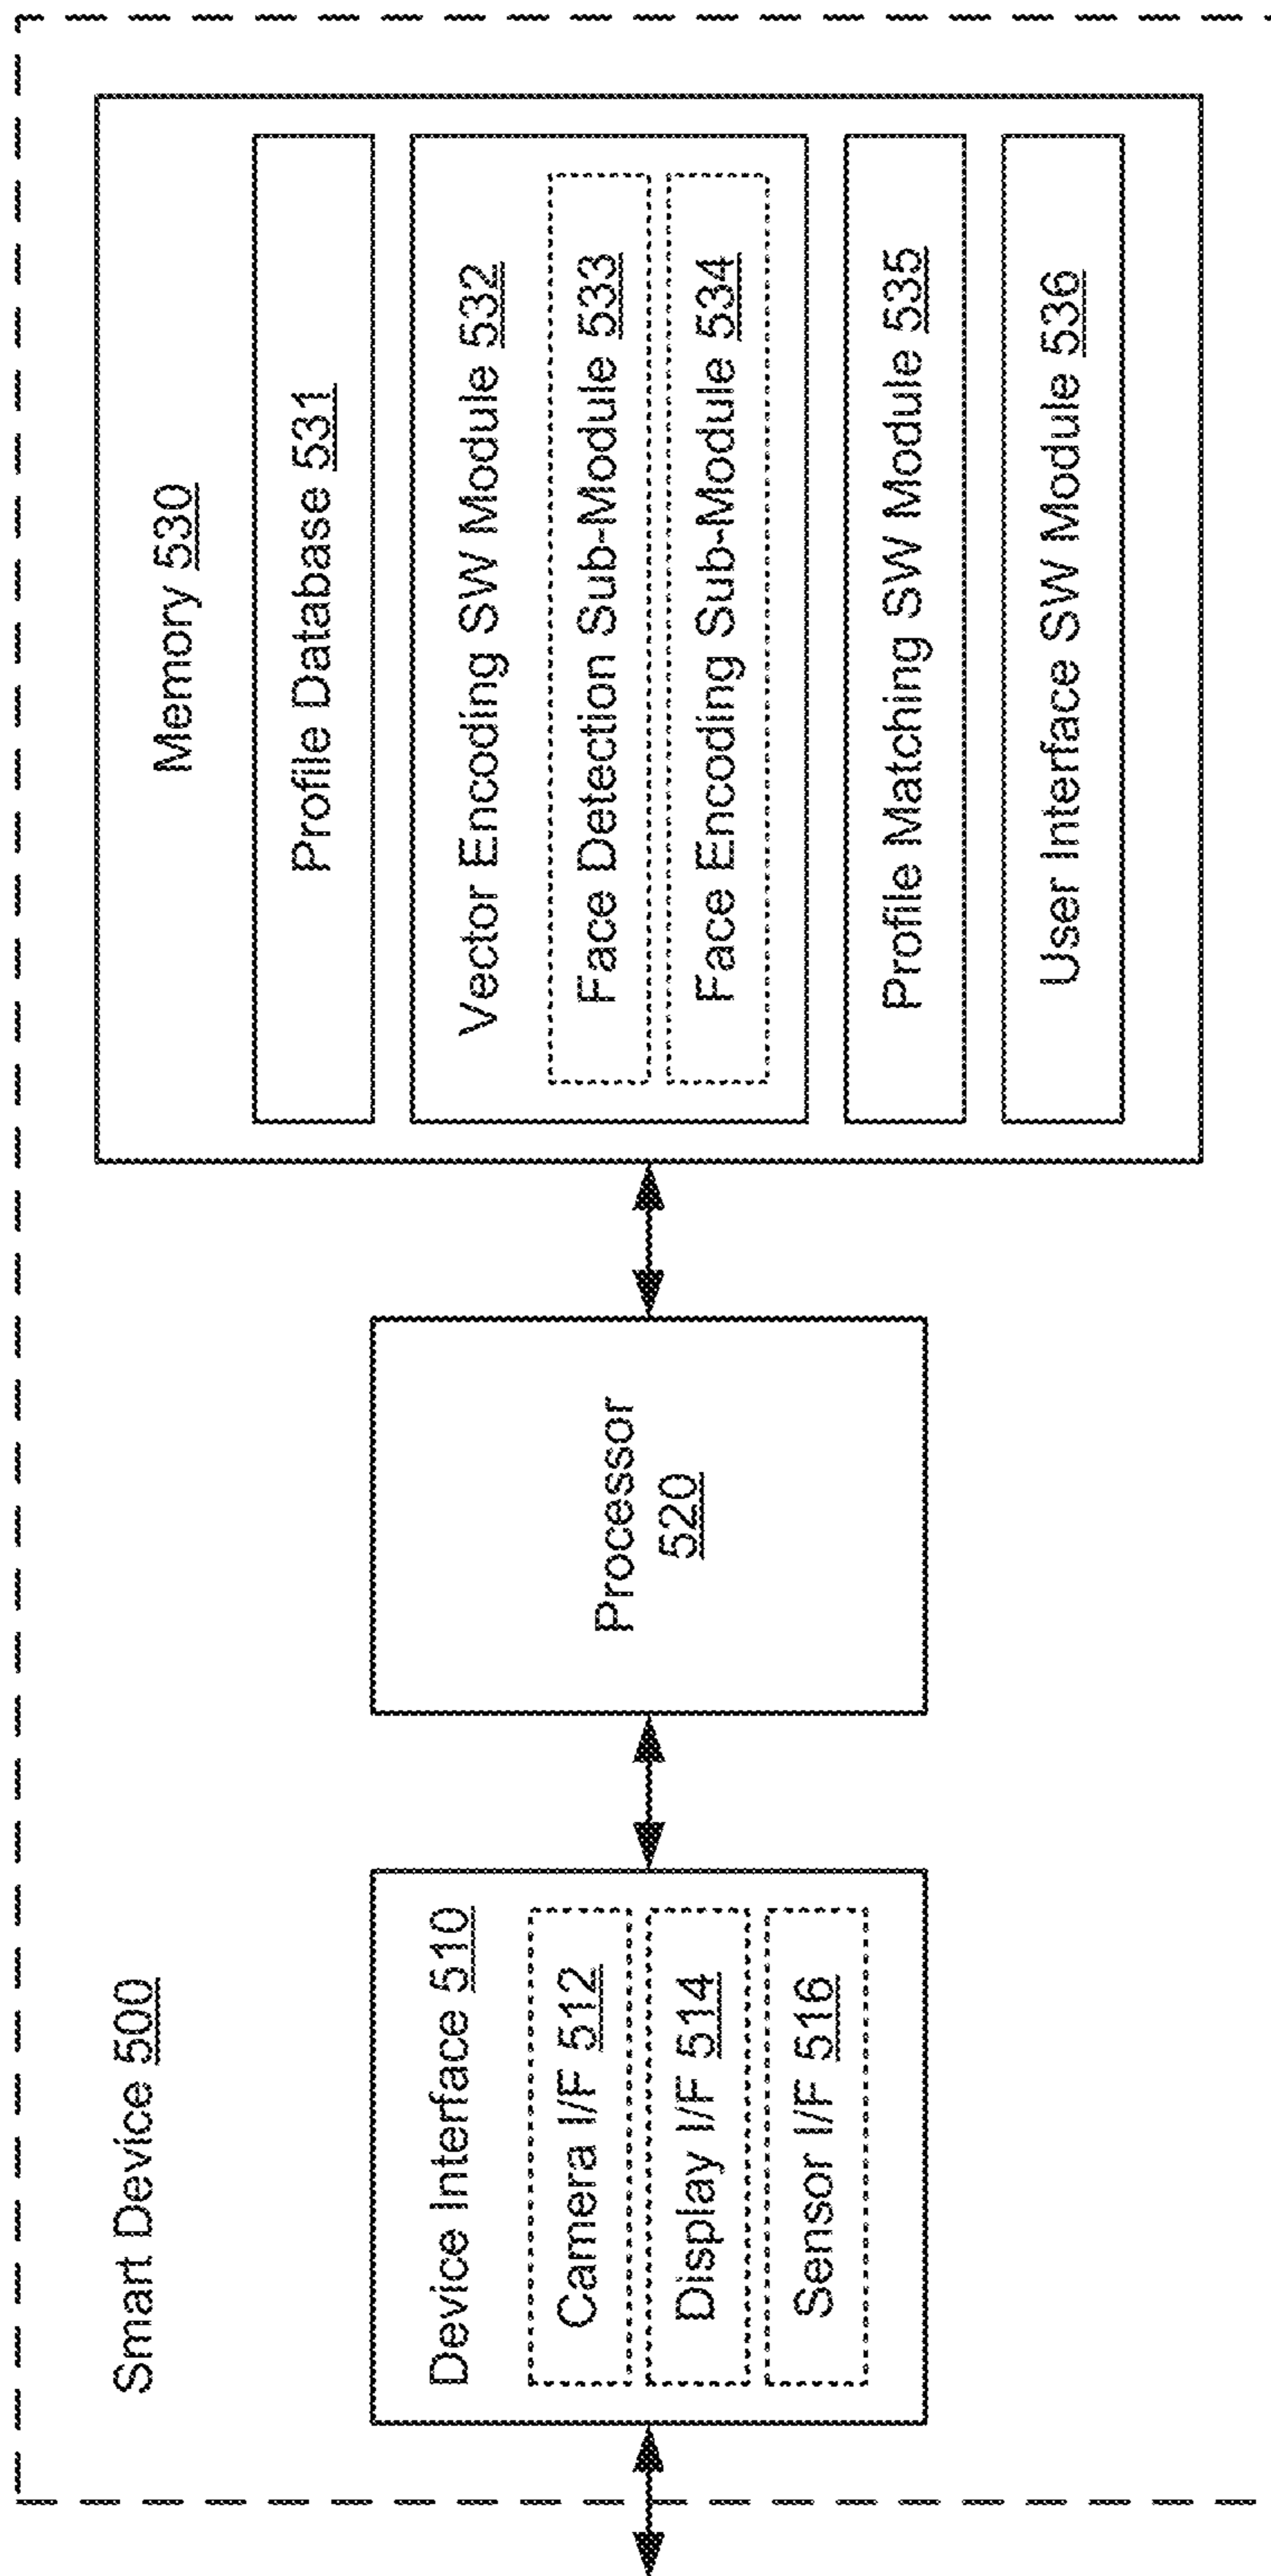 Smart Device 500
Device Interface 510
Camera I/F 512
Display I/F 514
Sensor I/F 516
Processor
520
Memory 530
Profile Database 531
Vector Encoding SW Module 532
Face Detection Sub-Module 533
Face Encoding Sub-Module 534
Profile Matching SW Module 535
User Interface SW Module 536